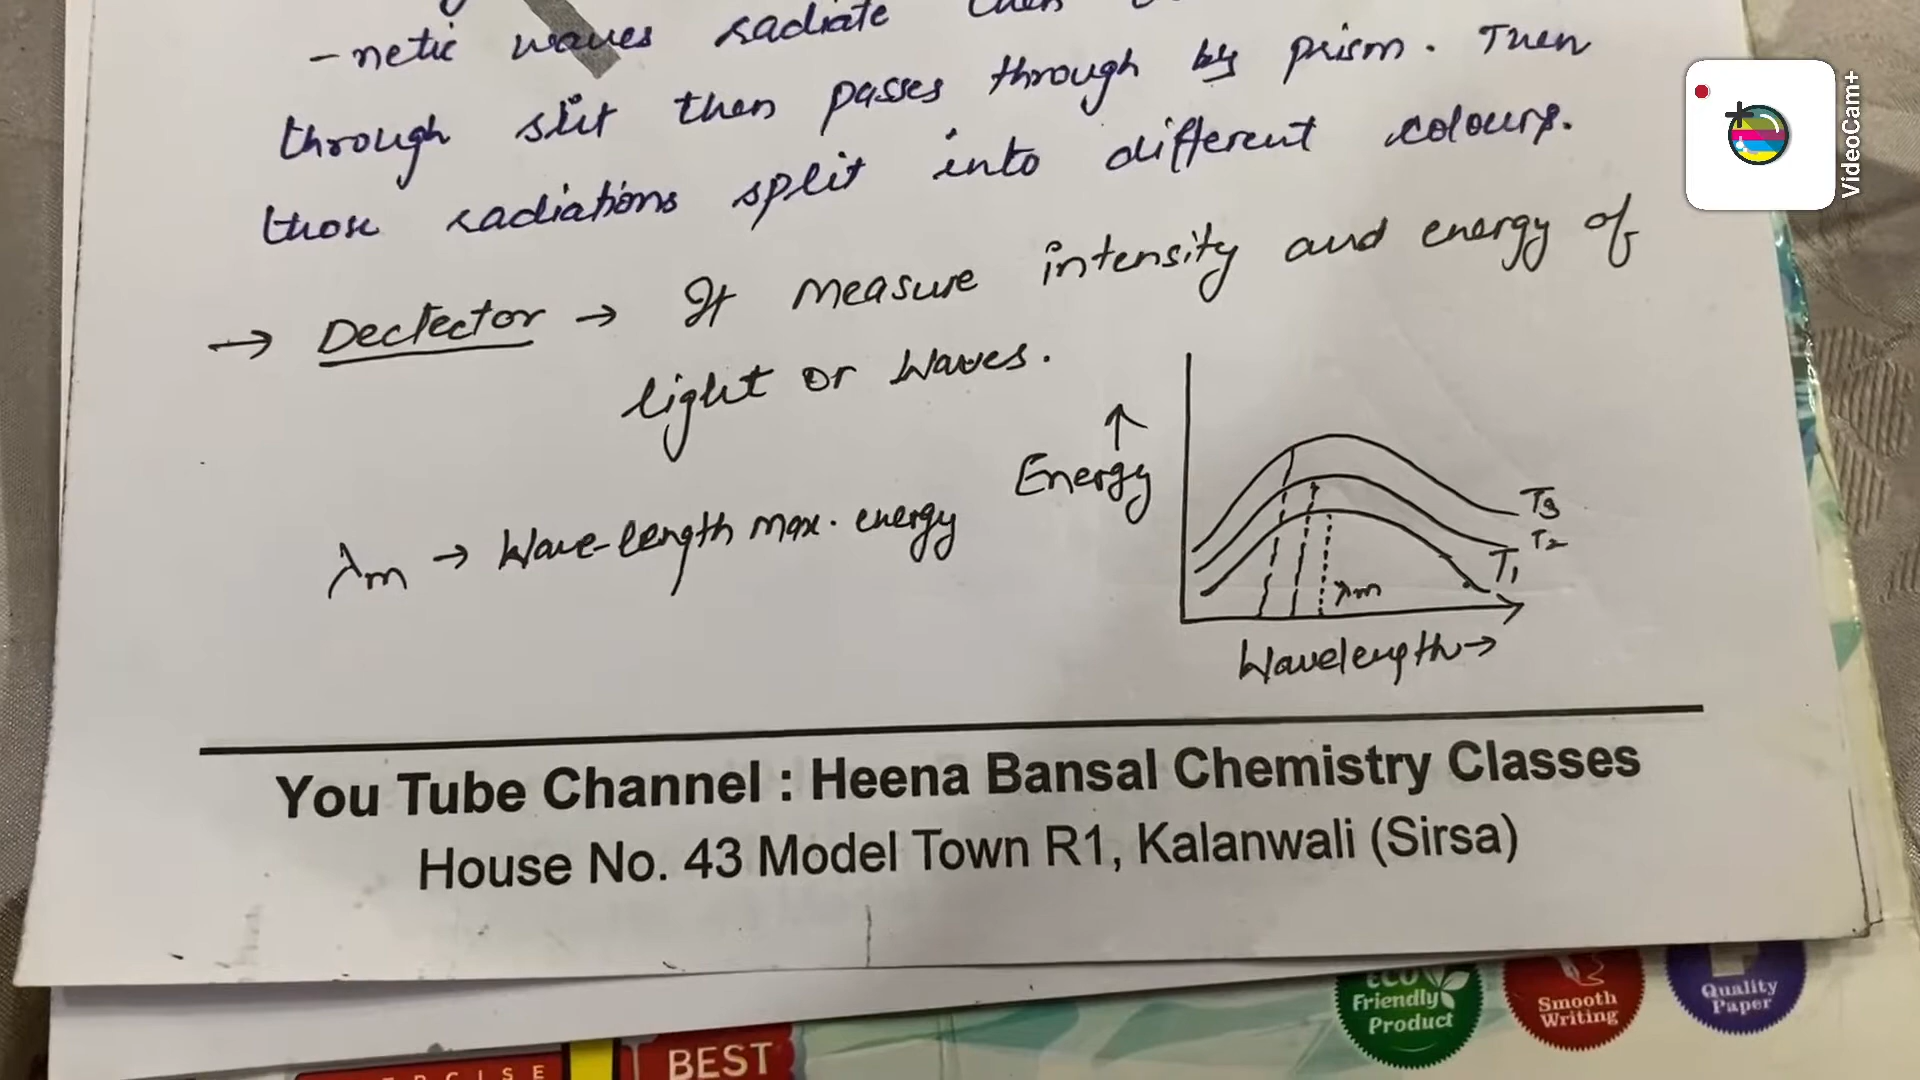 -netic waves radiate then
through slit then passes through by prism. Then
those radiations split into different colours.
→ Dectector → It measure intensity and energy of
light or waves.
↑
Energy
λm → Wave-length max. energy
T3
T2
T1
λm
Wavelength→
You Tube Channel : Heena Bansal Chemistry Classes
House No. 43 Model Town R1, Kalanwali (Sirsa)
VideoCam+
ECO
Friendly
Product
Smooth
Writing
Quality
Paper
BEST
RCISE